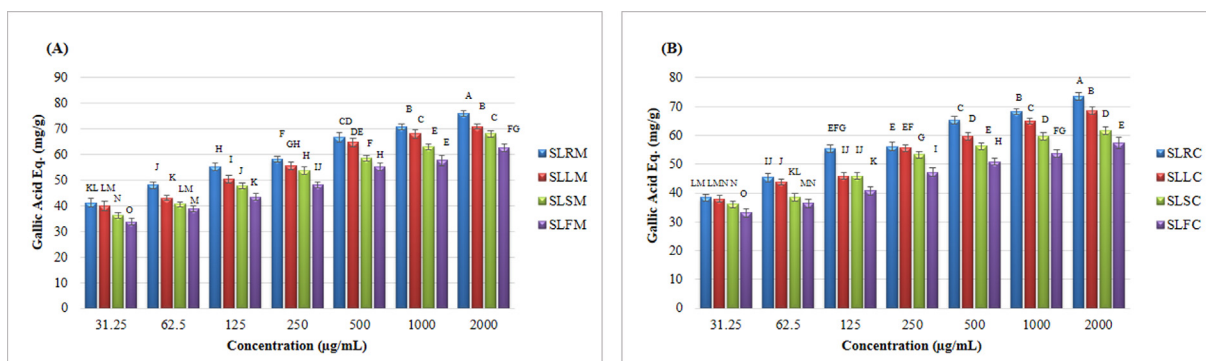 (A)
Gallic Acid Eq. (mg/g)
90
80
70
60
50
40
30
20
10
0
KL LM N O
J K LM M
H I J K
F GH H IJ
CD DE F H
B C E E
A B C FG
31.25 62.5 125 250 500 1000 2000
Concentration (µg/mL)
SLRM
SLLM
SLSM
SLFM
(B)
Gallic Acid Eq. (mg/g)
80
70
60
50
40
30
20
10
0
LM LMN N O
IJ J KL MN
EFG IJ IJ K
E EF G I
C D E H
B C D FG
A B D E
31.25 62.5 125 250 500 1000 2000
Concentration (µg/mL)
SLRC
SLLC
SLSC
SLFC